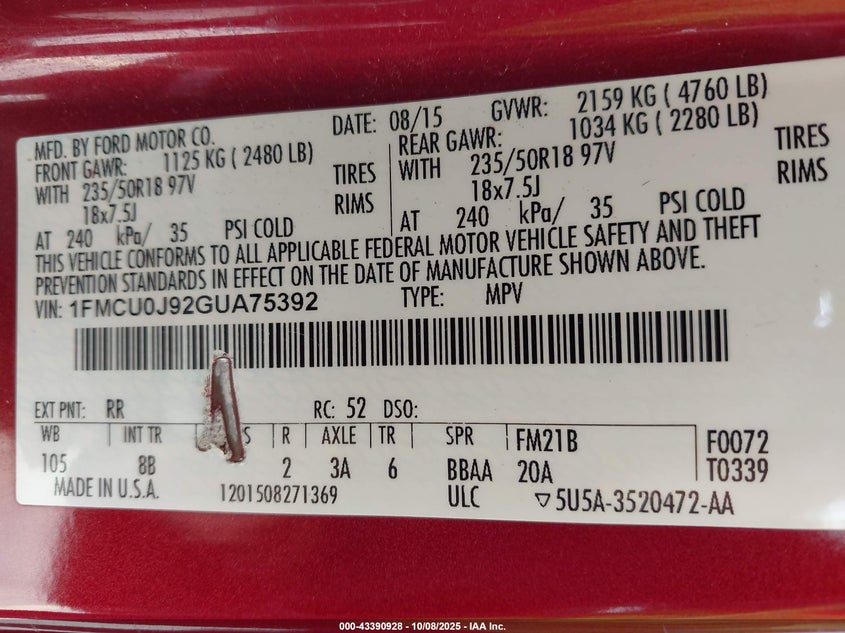 MFD. BY FORD MOTOR CO.
DATE: 08/15
GVWR: 2159 KG ( 4760 LB)
FRONT GAWR: 1125 KG ( 2480 LB)
REAR GAWR: 1034 KG ( 2280 LB)
WITH 235/50R18 97V TIRES
WITH 235/50R18 97V TIRES
18x7.5J RIMS
18x7.5J RIMS
AT 240 kPa/ 35 PSI COLD
AT 240 kPa/ 35 PSI COLD
THIS VEHICLE CONFORMS TO ALL APPLICABLE FEDERAL MOTOR VEHICLE SAFETY AND THEFT
PREVENTION STANDARDS IN EFFECT ON THE DATE OF MANUFACTURE SHOWN ABOVE.
VIN: 1FMCU0J92GUA75392
TYPE: MPV
EXT PNT: RR RC: 52 DSO:
WB INT TR S R AXLE TR SPR FM21B F0072
105 8B 2 3A 6 BBAA 20A T0339
MADE IN U.S.A. 1201508271369 ULC ▽5U5A-3520472-AA
000-43390928 - 10/08/2025 - IAA Inc.